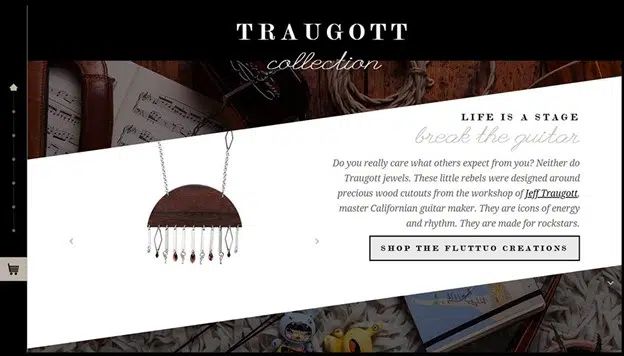 TRAUGOTT
collection
LIFE IS A STAGE
break the guitar
Do you really care what others expect from you? Neither do
Traugott jewels. These little rebels were designed around
precious wood cutouts from the workshop of Jeff Traugott,
master Californian guitar maker. They are icons of energy
and rhythm. They are made for rockstars.
SHOP THE FLUTTUO CREATIONS